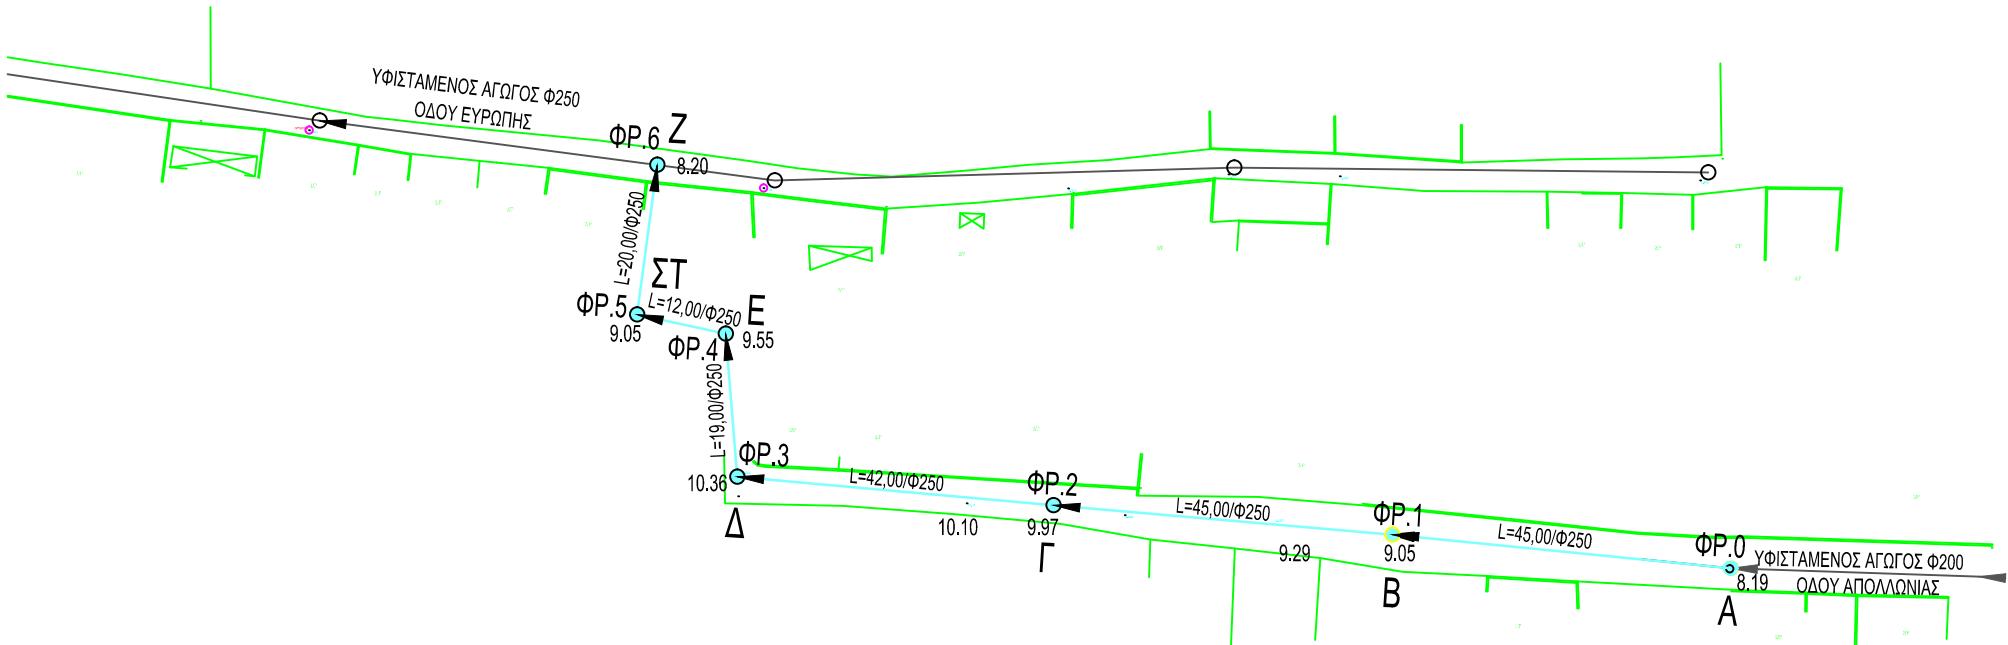 ΥΦΙΣΤΑΜΕΝΟΣ ΑΓΩΓΟΣ Φ250
ΟΔΟΥ ΕΥΡΩΠΗΣ
ΦΡ.6
Ζ
8.20
L=20,00/Φ250
ΣΤ
ΦΡ.5
9.05
L=12,00/Φ250
Ε
ΦΡ.4
9.55
L=19,00/Φ250
ΦΡ.3
10.36
Δ
L=42,00/Φ250
10.10
ΦΡ.2
9.97
Γ
L=45,00/Φ250
9.29
ΦΡ.1
9.05
Β
L=45,00/Φ250
ΦΡ.0
8.19
Α
ΥΦΙΣΤΑΜΕΝΟΣ ΑΓΩΓΟΣ Φ200
ΟΔΟΥ ΑΠΟΛΛΩΝΙΑΣ